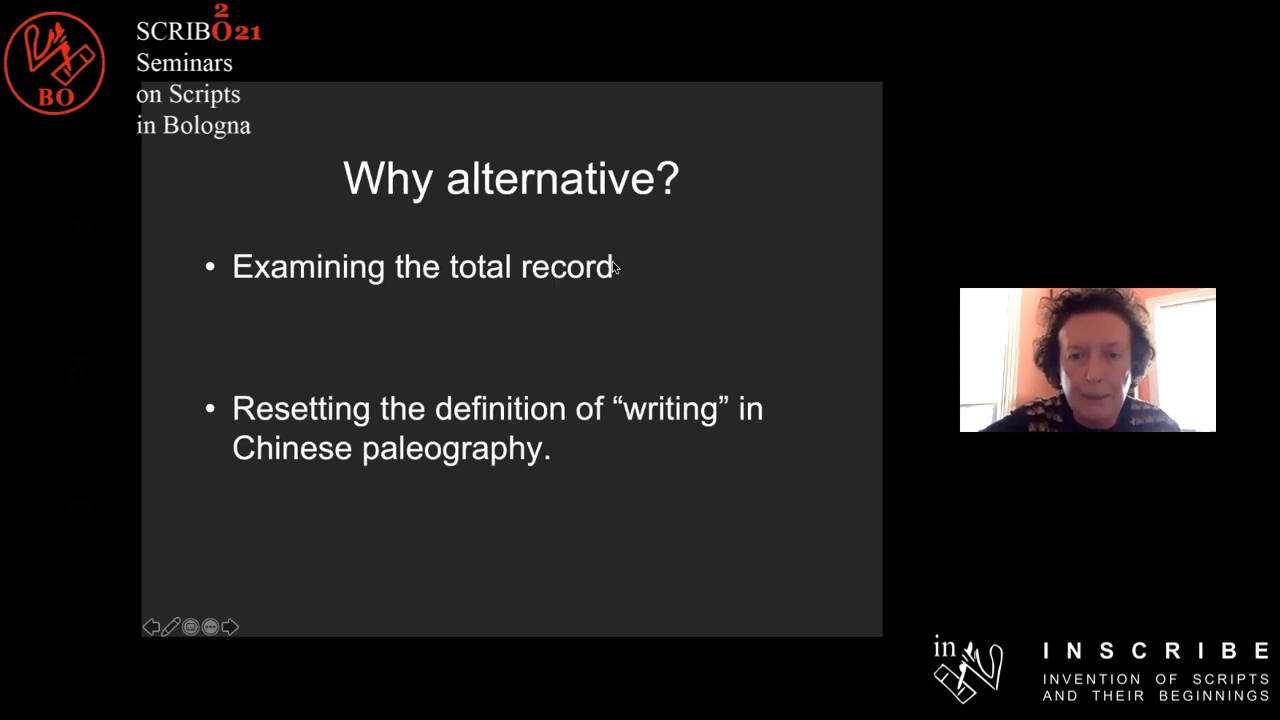 2
SCRIBO21
Seminars
on Scripts
in Bologna
BO
Why alternative?
• Examining the total record
• Resetting the definition of “writing” in
Chinese paleography.
in
INSCRIBE
INVENTION OF SCRIPTS
AND THEIR BEGINNINGS